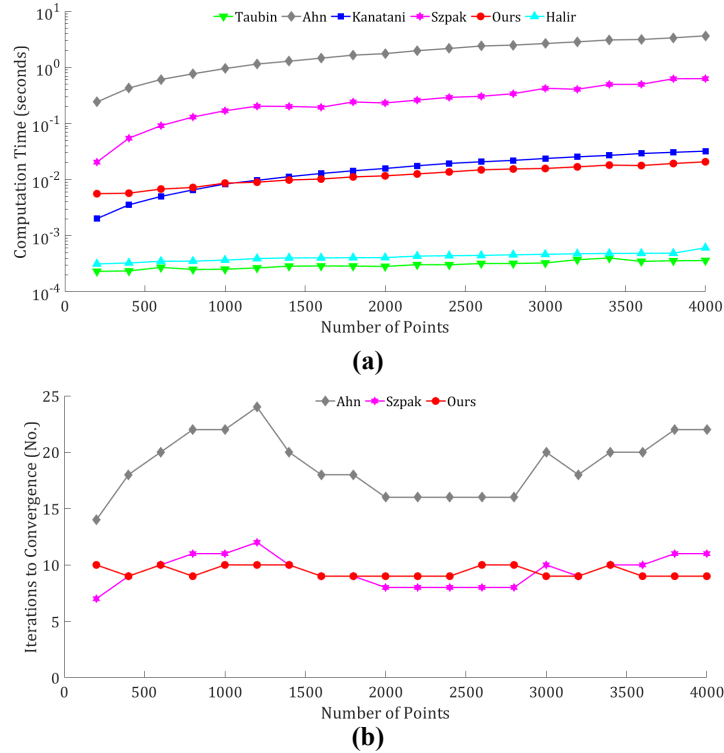 Taubin Ahn Kanatani Szpak Ours Halir
10^1
10^0
10^-1
10^-2
10^-3
10^-4
Computation Time (seconds)
0 500 1000 1500 2000 2500 3000 3500 4000
Number of Points
(a)
Ahn Szpak Ours
25
20
15
10
5
0
Iterations to Convergence (No.)
0 500 1000 1500 2000 2500 3000 3500 4000
Number of Points
(b)